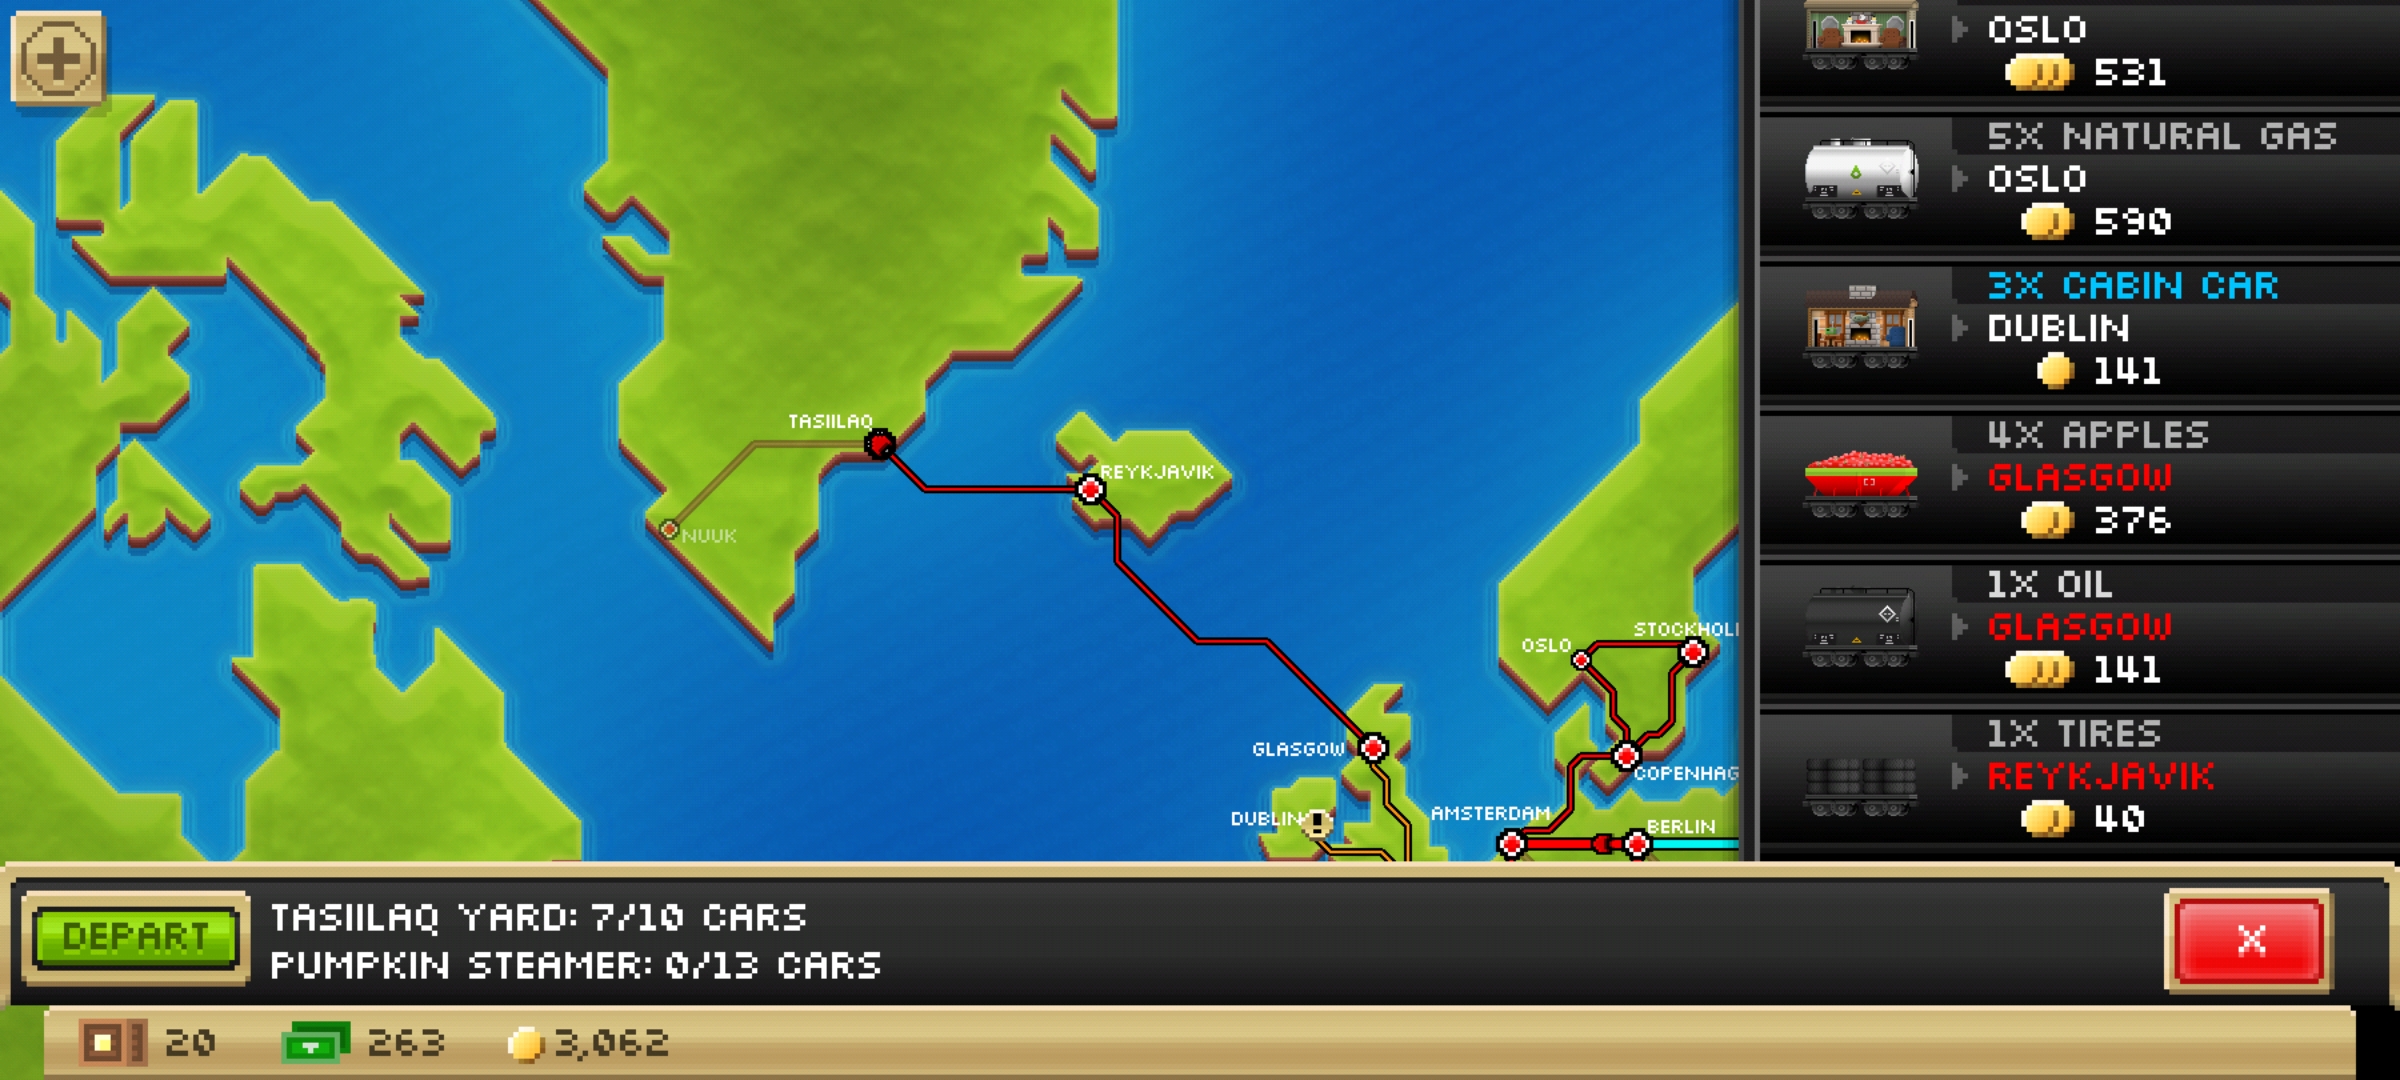 TASIILAQ
REYKJAVIK
NUUK
STOCKHOL
OSLO
GLASGOW
COPENHAG
DUBLIN
AMSTERDAM
BERLIN
OSLO
531
5X NATURAL GAS
OSLO
590
3X CABIN CAR
DUBLIN
141
4X APPLES
GLASGOW
376
1X OIL
GLASGOW
141
1X TIRES
REYKJAVIK
40
DEPART
TASIILAQ YARD: 7/10 CARS
PUMPKIN STEAMER: 0/13 CARS
X
20
263
3,062